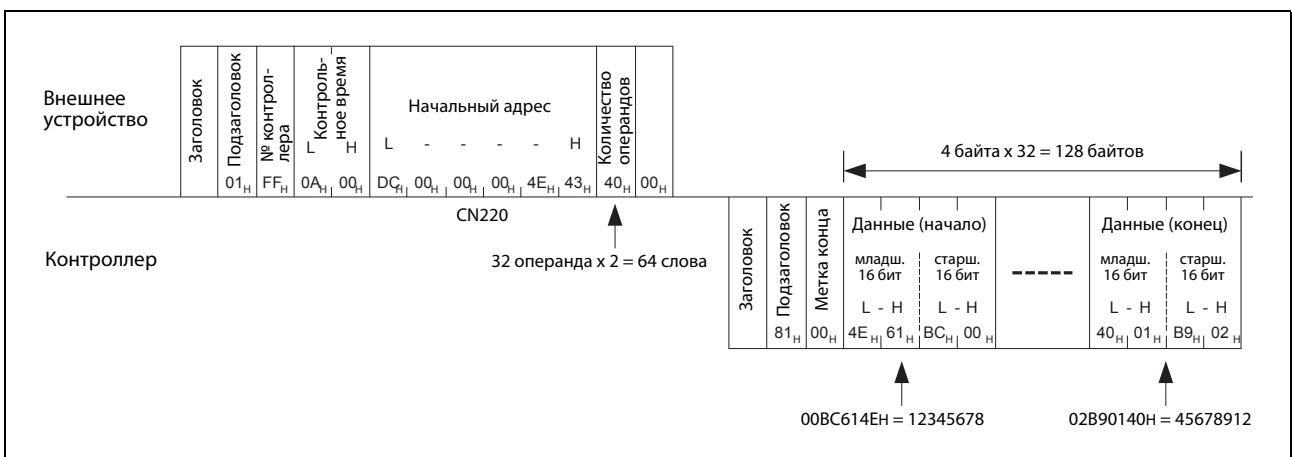 Внешнее
устройство
Заголовок
Подзаголовок
№ контрол-
лера
Контроль-
ное время
L H
Начальный адрес
L - - - - H
Количество
операндов
01H FFH 0AH 00H DCH 00H 00H 00H 4EH 43H 40H 00H
CN220
32 операнда x 2 = 64 слова
4 байта x 32 = 128 байтов
Контроллер
Заголовок
Подзаголовок
Метка конца
Данные (начало)
младш.
16 бит
старш.
16 бит
L - H L - H
Данные (конец)
младш.
16 бит
старш.
16 бит
L - H L - H
81H 00H 4EH 61H BCH 00H 40H 01H B9H 02H
00BC614EH = 12345678
02B90140H = 45678912